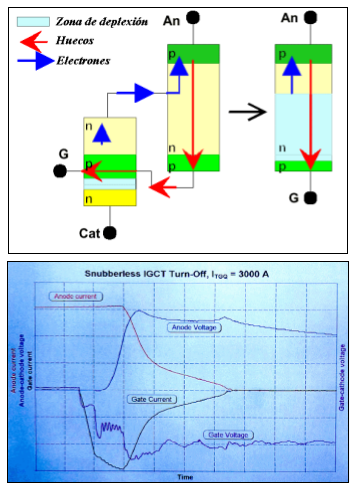 Zona de deplexión
Huecos
Electrones
An
An
p
p
n
n
n
G
p
p
p
n
n
G
Cat
Snubberless IGCT Turn-Off, ITGQ = 3000 A
Anode current
Anode Voltage
Gate Current
Gate Voltage
Anode current
Anode-cathode voltage
Gate current
Gate-cathode voltage
Time